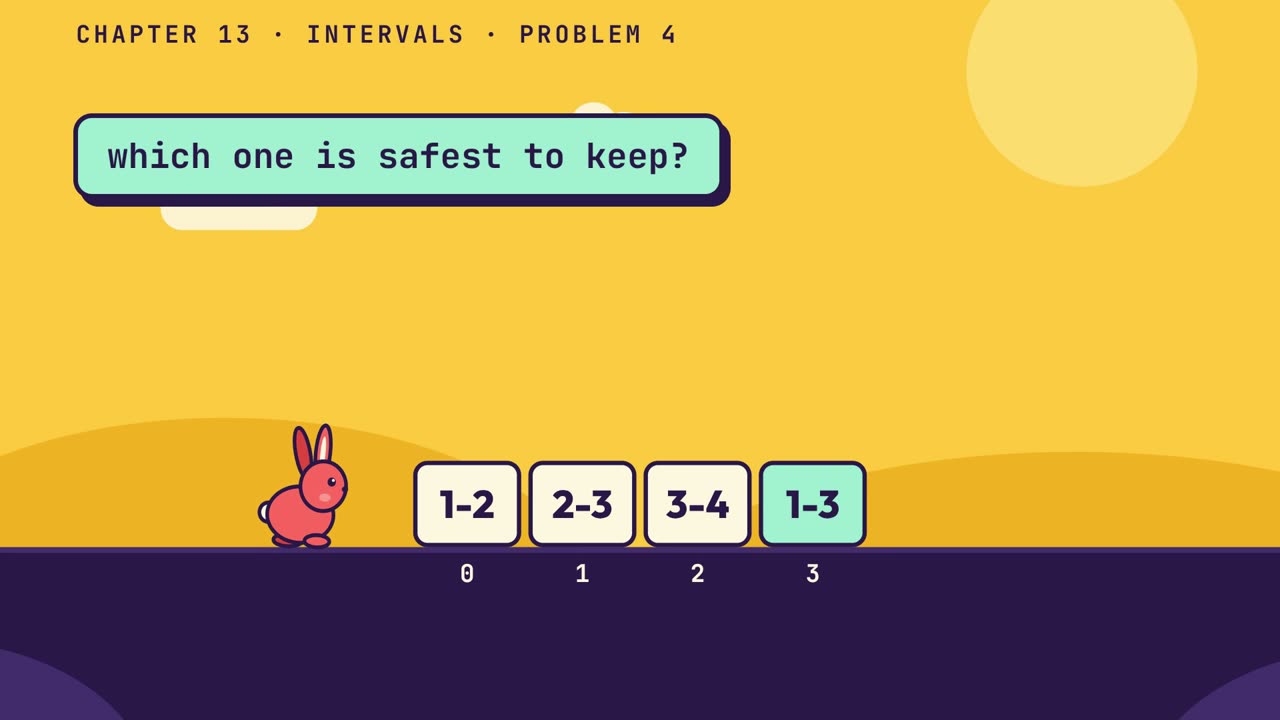 CHAPTER 13 · INTERVALS · PROBLEM 4
which one is safest to keep?
1-2 2-3 3-4 1-3
0 1 2 3